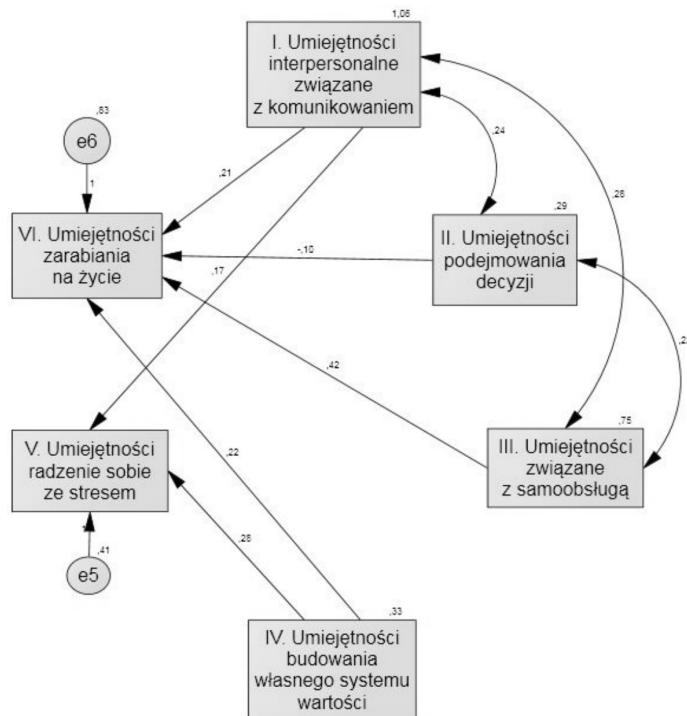 1,05
I. Umiejętności
interpersonalne
związane
z komunikowaniem
,83
e6
1
,21
,24
,28
,29
VI. Umiejętności
zarabiania
na życie
-,10
II. Umiejętności
podejmowania
decyzji
,17
,42
,75
V. Umiejętności
radzenie sobie
ze stresem
,22
III. Umiejętności
związane
z samoobsługą
,28
,41
e5
,33
IV. Umiejętności
budowania
własnego systemu
wartości